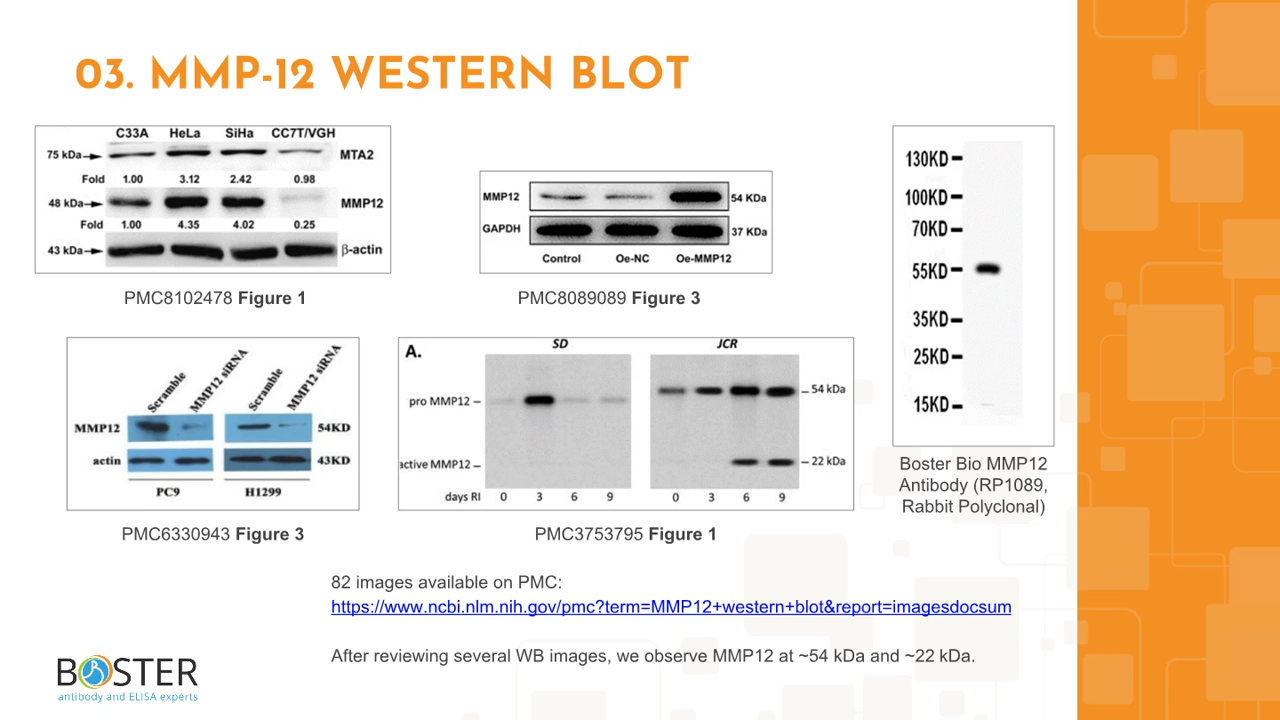 03. MMP-12 WESTERN BLOT
C33A HeLa SiHa CC7T/VGH
75 kDa MTA2
Fold 1.00 3.12 2.42 0.98
48 kDa MMP12
Fold 1.00 4.35 4.02 0.25
43 kDa β-actin
PMC8102478 Figure 1
MMP12 54 KDa
GAPDH 37 KDa
Control Oe-NC Oe-MMP12
PMC8089089 Figure 3
130KD
100KD
70KD
55KD
35KD
25KD
15KD
Boster Bio MMP12
Antibody (RP1089,
Rabbit Polyclonal)
Scramble MMP12 siRNA Scramble MMP12 siRNA
MMP12 54KD
actin 43KD
PC9 H1299
PMC6330943 Figure 3
A. SD JCR
pro MMP12 54 kDa
active MMP12 22 kDa
days RI 0 3 6 9 0 3 6 9
PMC3753795 Figure 1
82 images available on PMC:
https://www.ncbi.nlm.nih.gov/pmc?term=MMP12+western+blot&report=imagesdocsum
After reviewing several WB images, we observe MMP12 at ~54 kDa and ~22 kDa.
BOSTER
antibody and ELISA experts